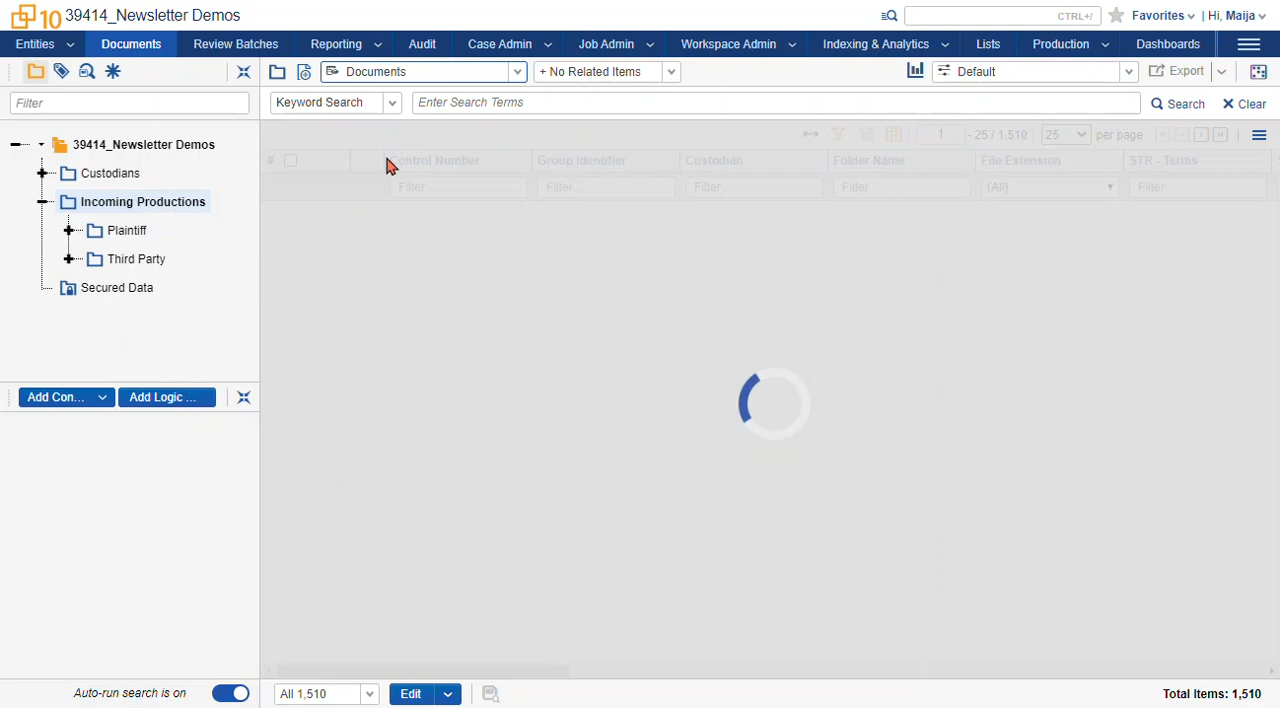 10 39414_Newsletter Demos
CTRL+/ Favorites Hi, Maija
Entities Documents Review Batches Reporting Audit Case Admin Job Admin Workspace Admin Indexing & Analytics Lists Production Dashboards
Documents + No Related Items Default Export
Filter Keyword Search Enter Search Terms Search Clear
1 - 25 / 1,510 25 per page
39414_Newsletter Demos
# Control Number Group Identifier Custodian Folder Name File Extension STR - Terms
Custodians
Filter Filter Filter Filter (All) Filter
Incoming Productions
Plaintiff
Third Party
Secured Data
Add Con... Add Logic ...
Auto-run search is on All 1,510 Edit Total Items: 1,510